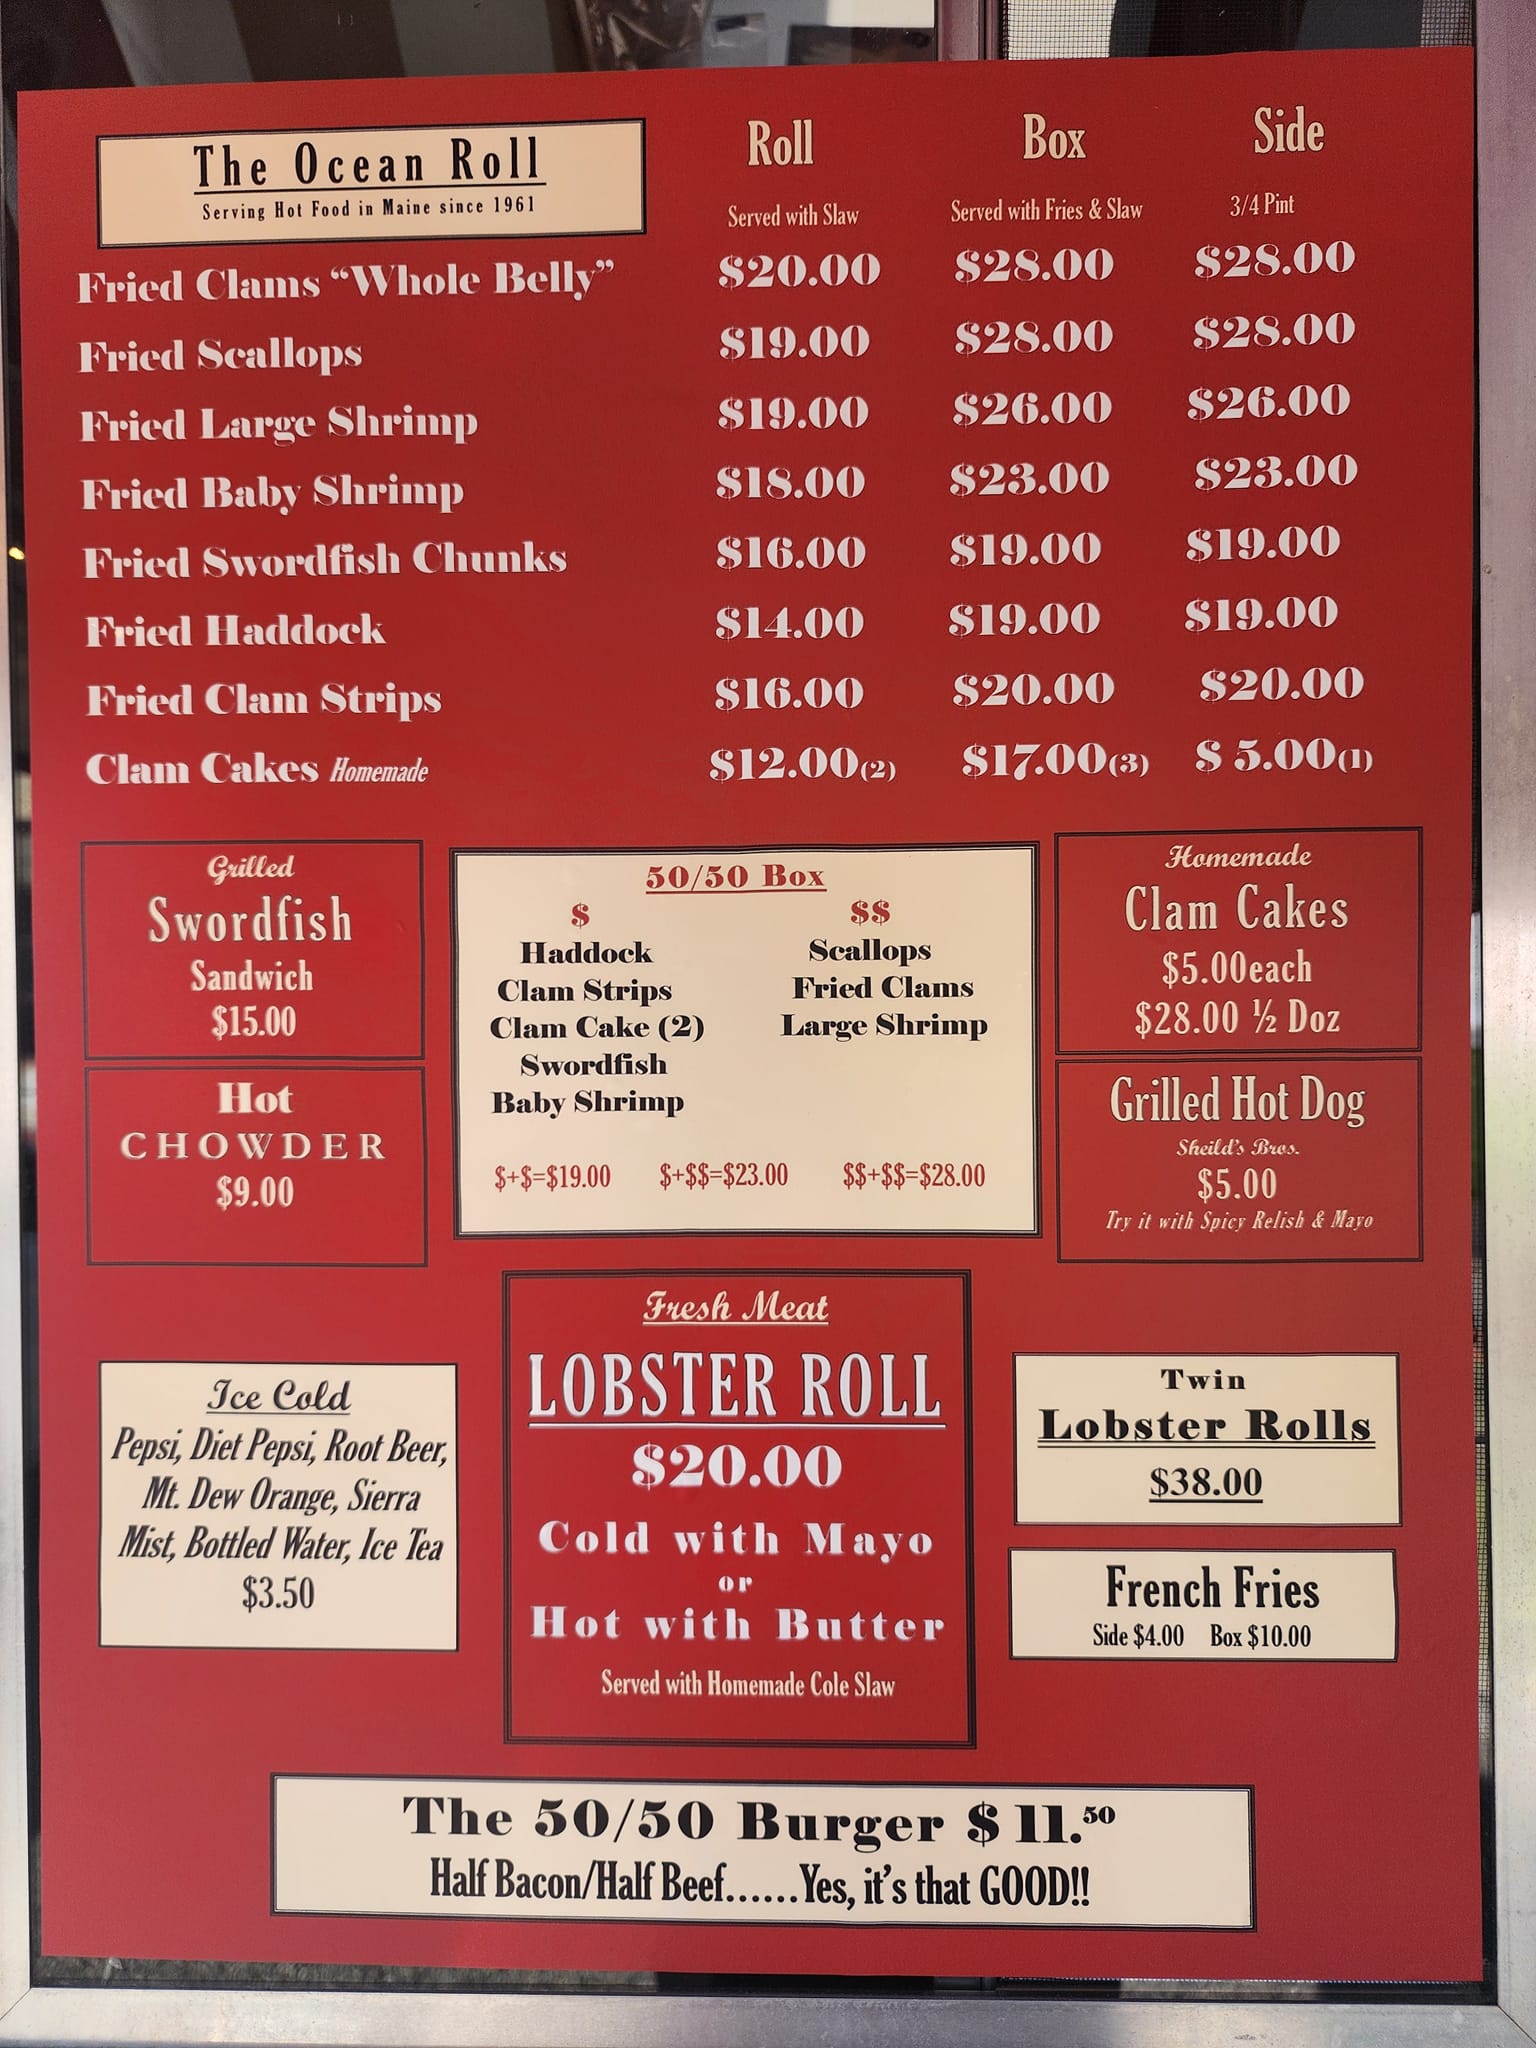 The Ocean Roll
Serving Hot Food in Maine since 1961
Roll Box Side
Served with Slaw Served with Fries & Slaw 3/4 Pint
Fried Clams “Whole Belly” $20.00 $28.00 $28.00
Fried Scallops $19.00 $28.00 $28.00
Fried Large Shrimp $19.00 $26.00 $26.00
Fried Baby Shrimp $18.00 $23.00 $23.00
Fried Swordfish Chunks $16.00 $19.00 $19.00
Fried Haddock $14.00 $19.00 $19.00
Fried Clam Strips $16.00 $20.00 $20.00
Clam Cakes Homemade $12.00(2) $17.00(3) $ 5.00(1)
Grilled
Swordfish
Sandwich
$15.00
Hot
CHOWDER
$9.00
50/50 Box
$ $$
Haddock Scallops
Clam Strips Fried Clams
Clam Cake (2) Large Shrimp
Swordfish
Baby Shrimp
$+$=$19.00 $+$$=$23.00 $$+$$=$28.00
Homemade
Clam Cakes
$5.00each
$28.00 ½ Doz
Grilled Hot Dog
Sheild's Bros.
$5.00
Try it with Spicy Relish & Mayo
Ice Cold
Pepsi, Diet Pepsi, Root Beer,
Mt. Dew Orange, Sierra
Mist, Bottled Water, Ice Tea
$3.50
Fresh Meat
LOBSTER ROLL
$20.00
Cold with Mayo
or
Hot with Butter
Served with Homemade Cole Slaw
Twin
Lobster Rolls
$38.00
French Fries
Side $4.00 Box $10.00
The 50/50 Burger $ 11.50
Half Bacon/Half Beef......Yes, it’s that GOOD!!